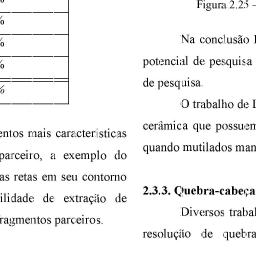 %
%
%
%
ntos mais características
parceiro, a exemplo do
as retas em seu contorno
ilidade de extração de
ragmentos parceiros.
Figura 2.25 –
Na conclusão
potencial de pesquisa
de pesquisa.
O trabalho de
cerâmica que possuem
quando mutilados man
2.3.3. Quebra-cabeça
Diversos trabal
resolução de quebra